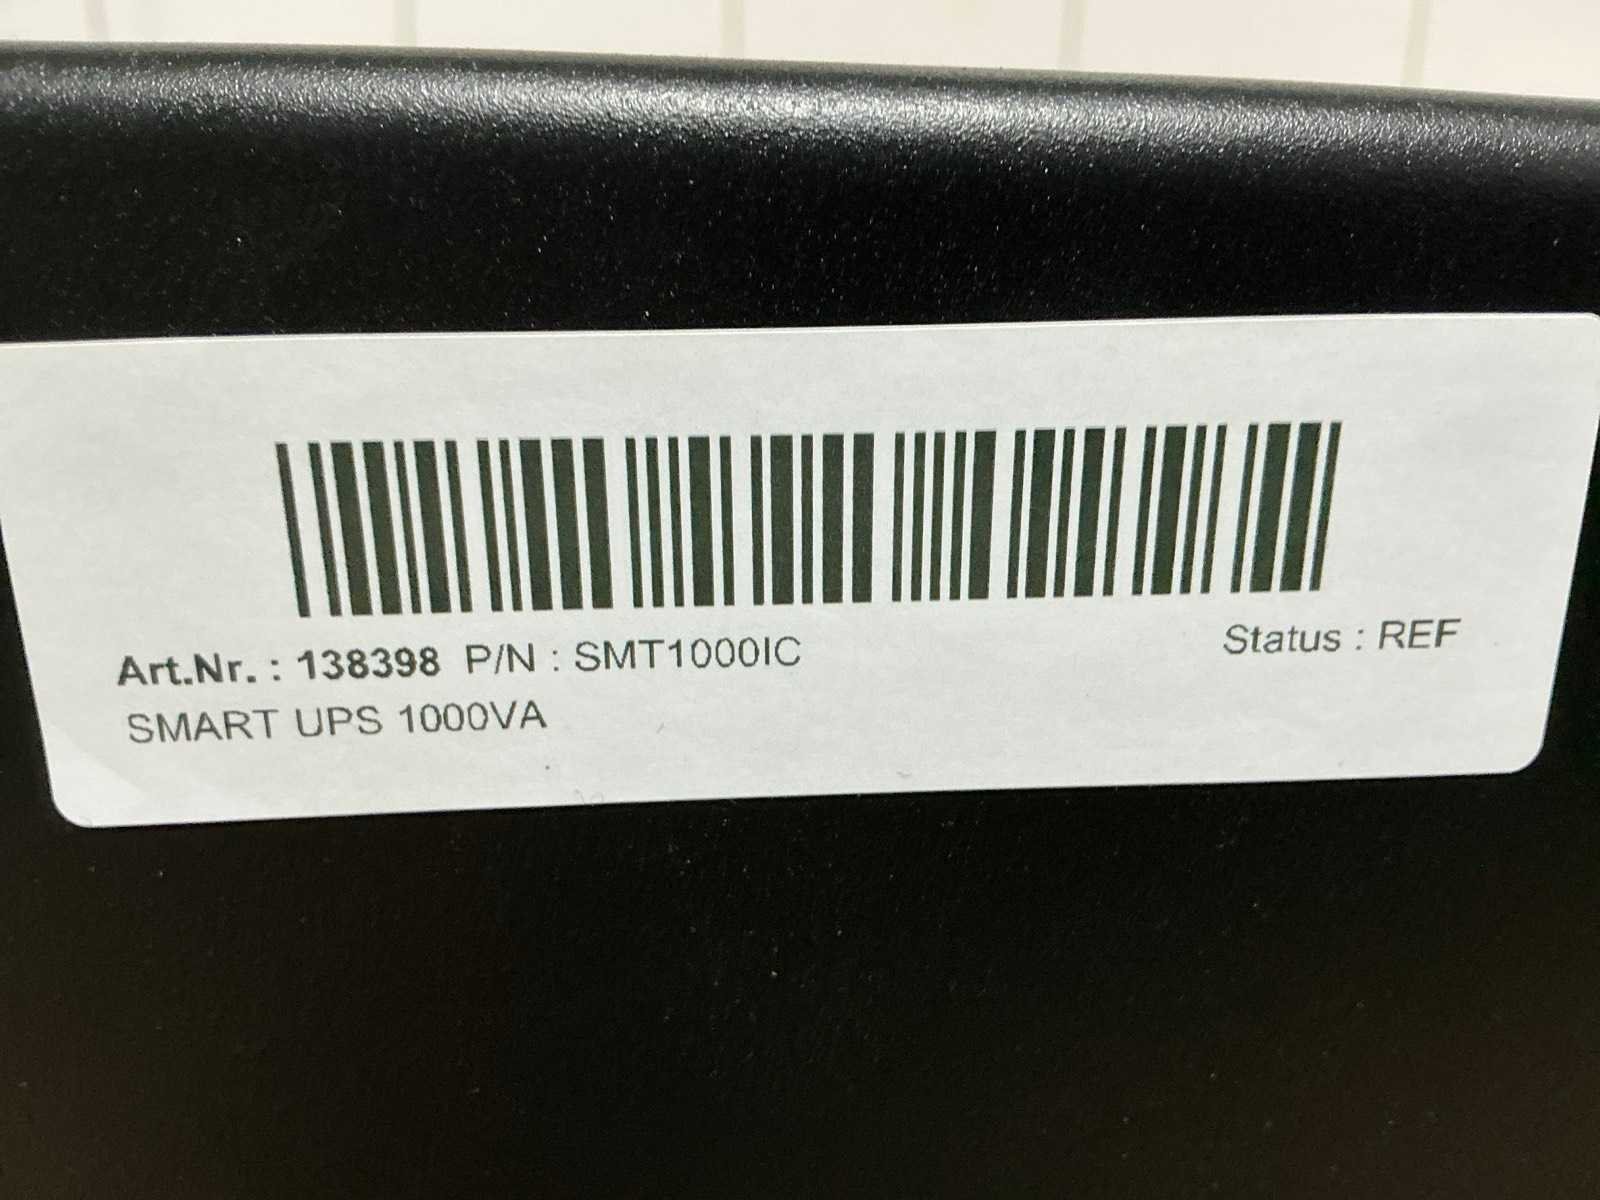 Art.Nr. : 138398 P/N : SMT1000IC Status : REF
SMART UPS 1000VA